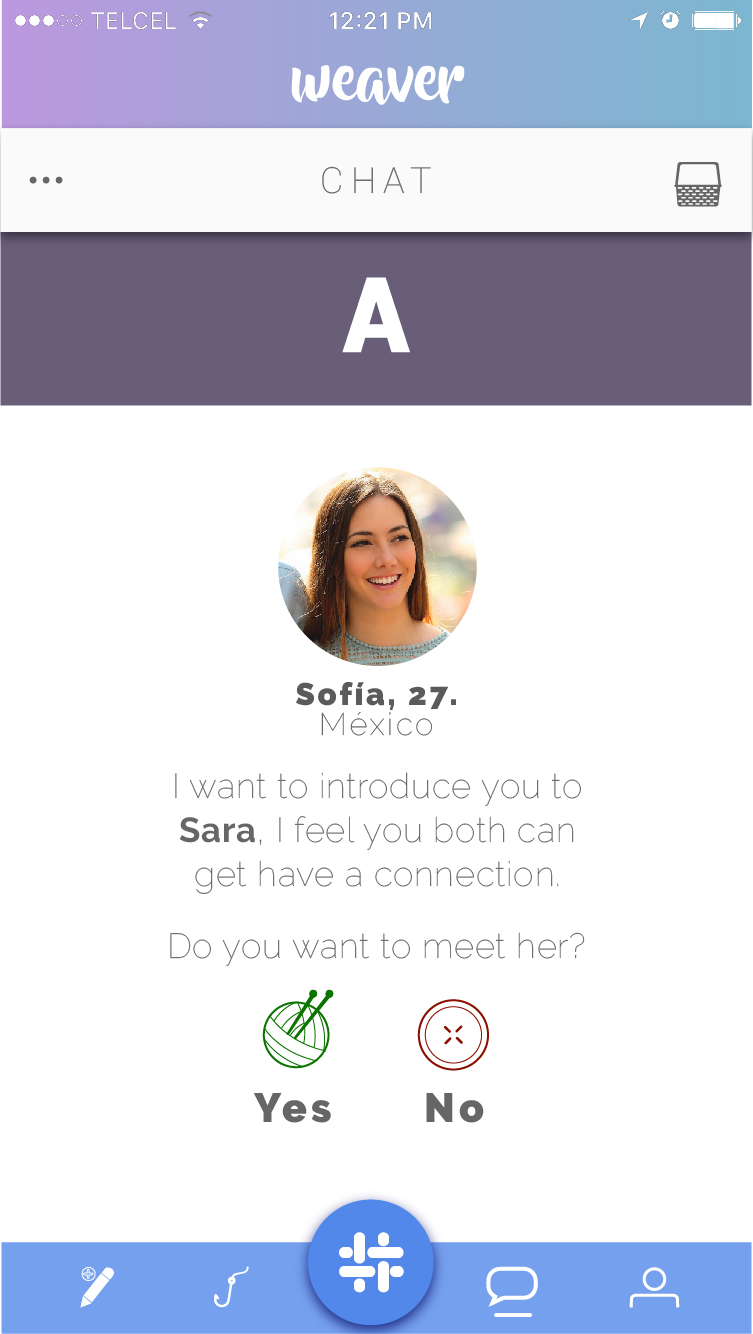 TELCEL 12:21 PM
weaver
CHAT
A
Sofía, 27.
México
I want to introduce you to
Sara, I feel you both can
get have a connection.
Do you want to meet her?
Yes No